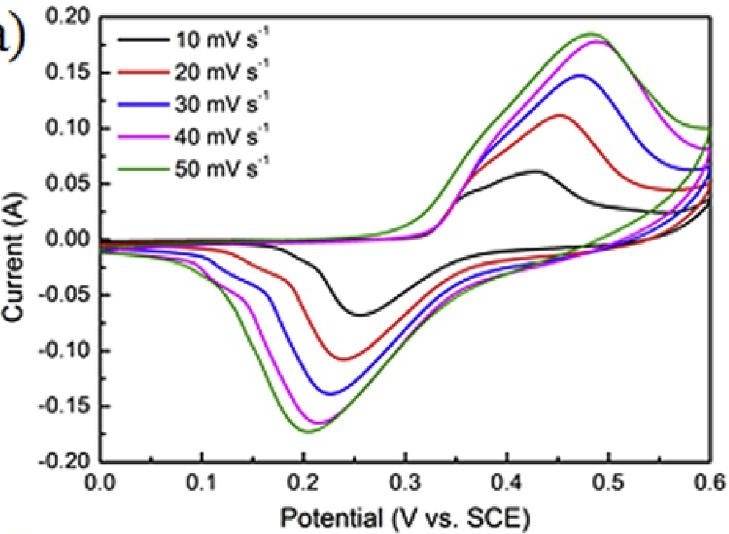 a)
10 mV s⁻¹
20 mV s⁻¹
30 mV s⁻¹
40 mV s⁻¹
50 mV s⁻¹
Current (A)
0.20
0.15
0.10
0.05
0.00
-0.05
-0.10
-0.15
-0.20
0.0 0.1 0.2 0.3 0.4 0.5 0.6
Potential (V vs. SCE)